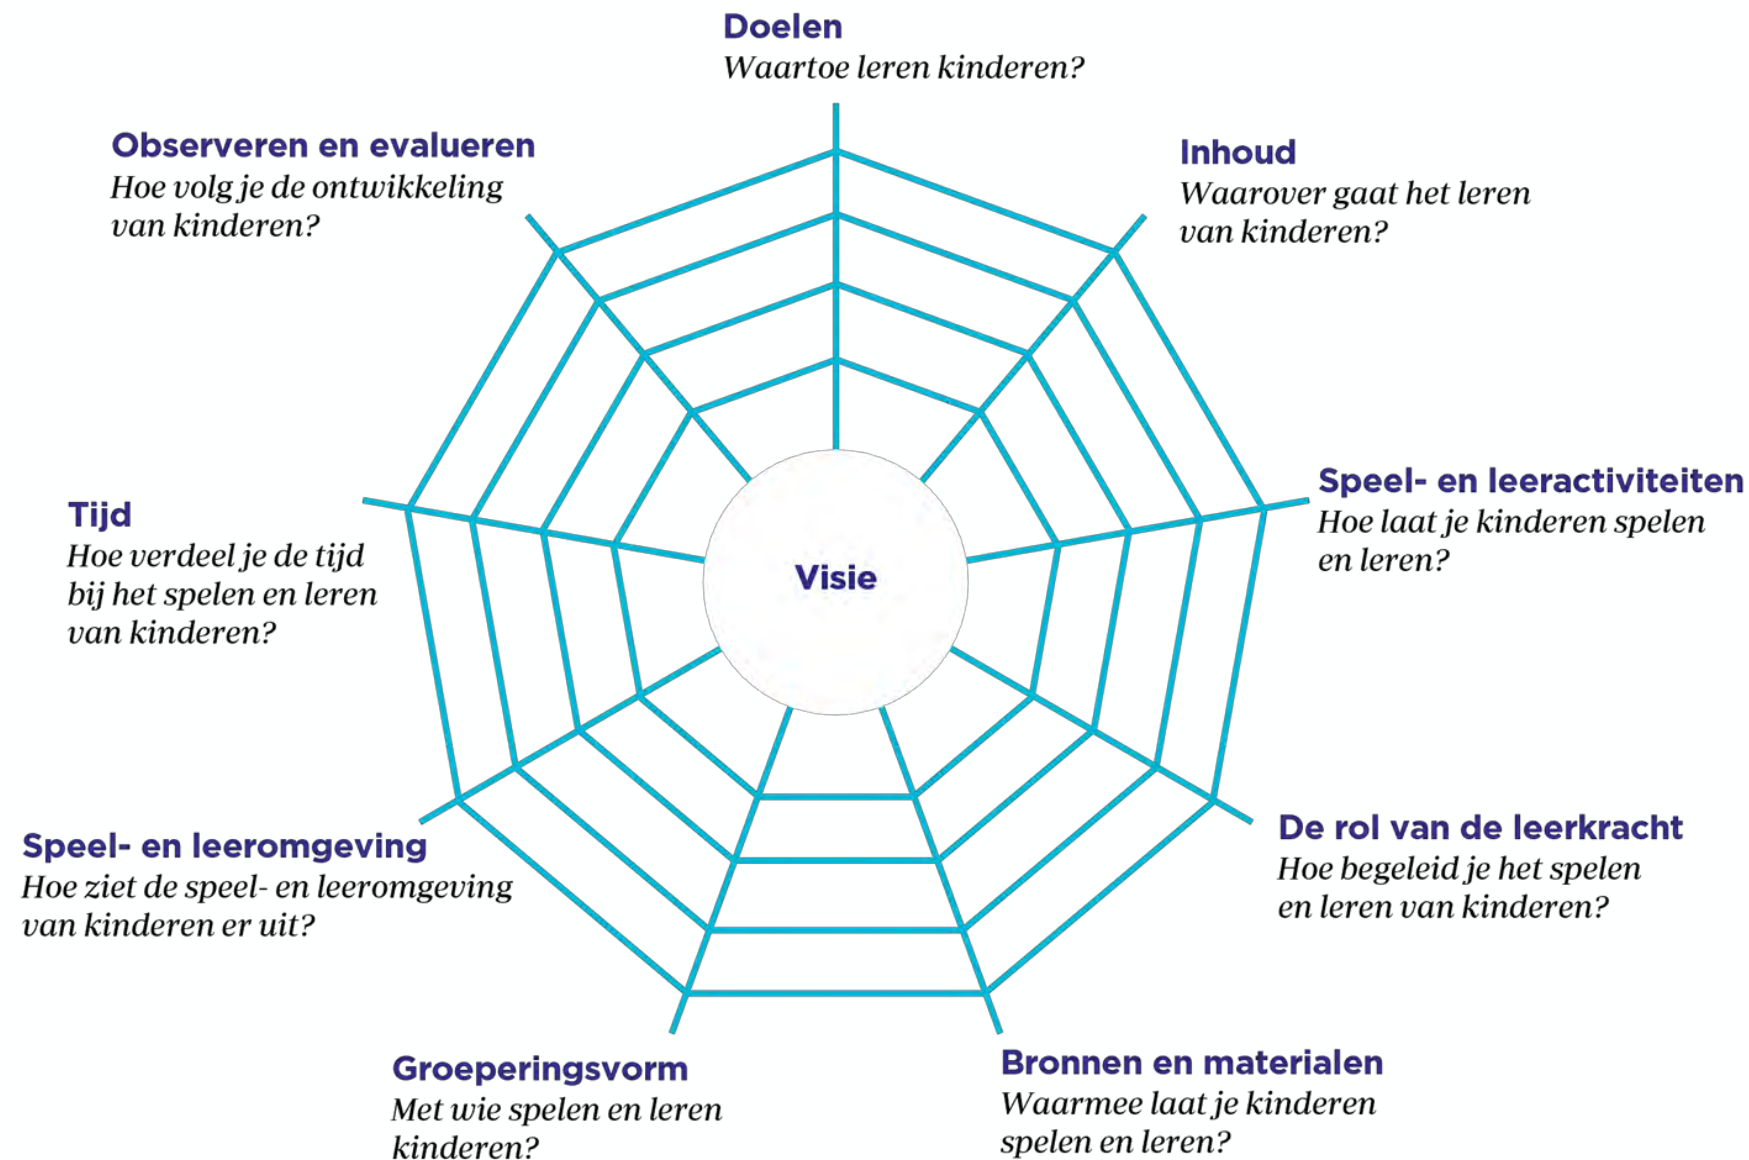 Doelen
Waartoe leren kinderen?
Inhoud
Waarover gaat het leren
van kinderen?
Speel- en leeractiviteiten
Hoe laat je kinderen spelen
en leren?
De rol van de leerkracht
Hoe begeleid je het spelen
en leren van kinderen?
Bronnen en materialen
Waarmee laat je kinderen
spelen en leren?
Groeperingsvorm
Met wie spelen en leren
kinderen?
Speel- en leeromgeving
Hoe ziet de speel- en leeromgeving
van kinderen er uit?
Tijd
Hoe verdeel je de tijd
bij het spelen en leren
van kinderen?
Observeren en evalueren
Hoe volg je de ontwikkeling
van kinderen?
Visie